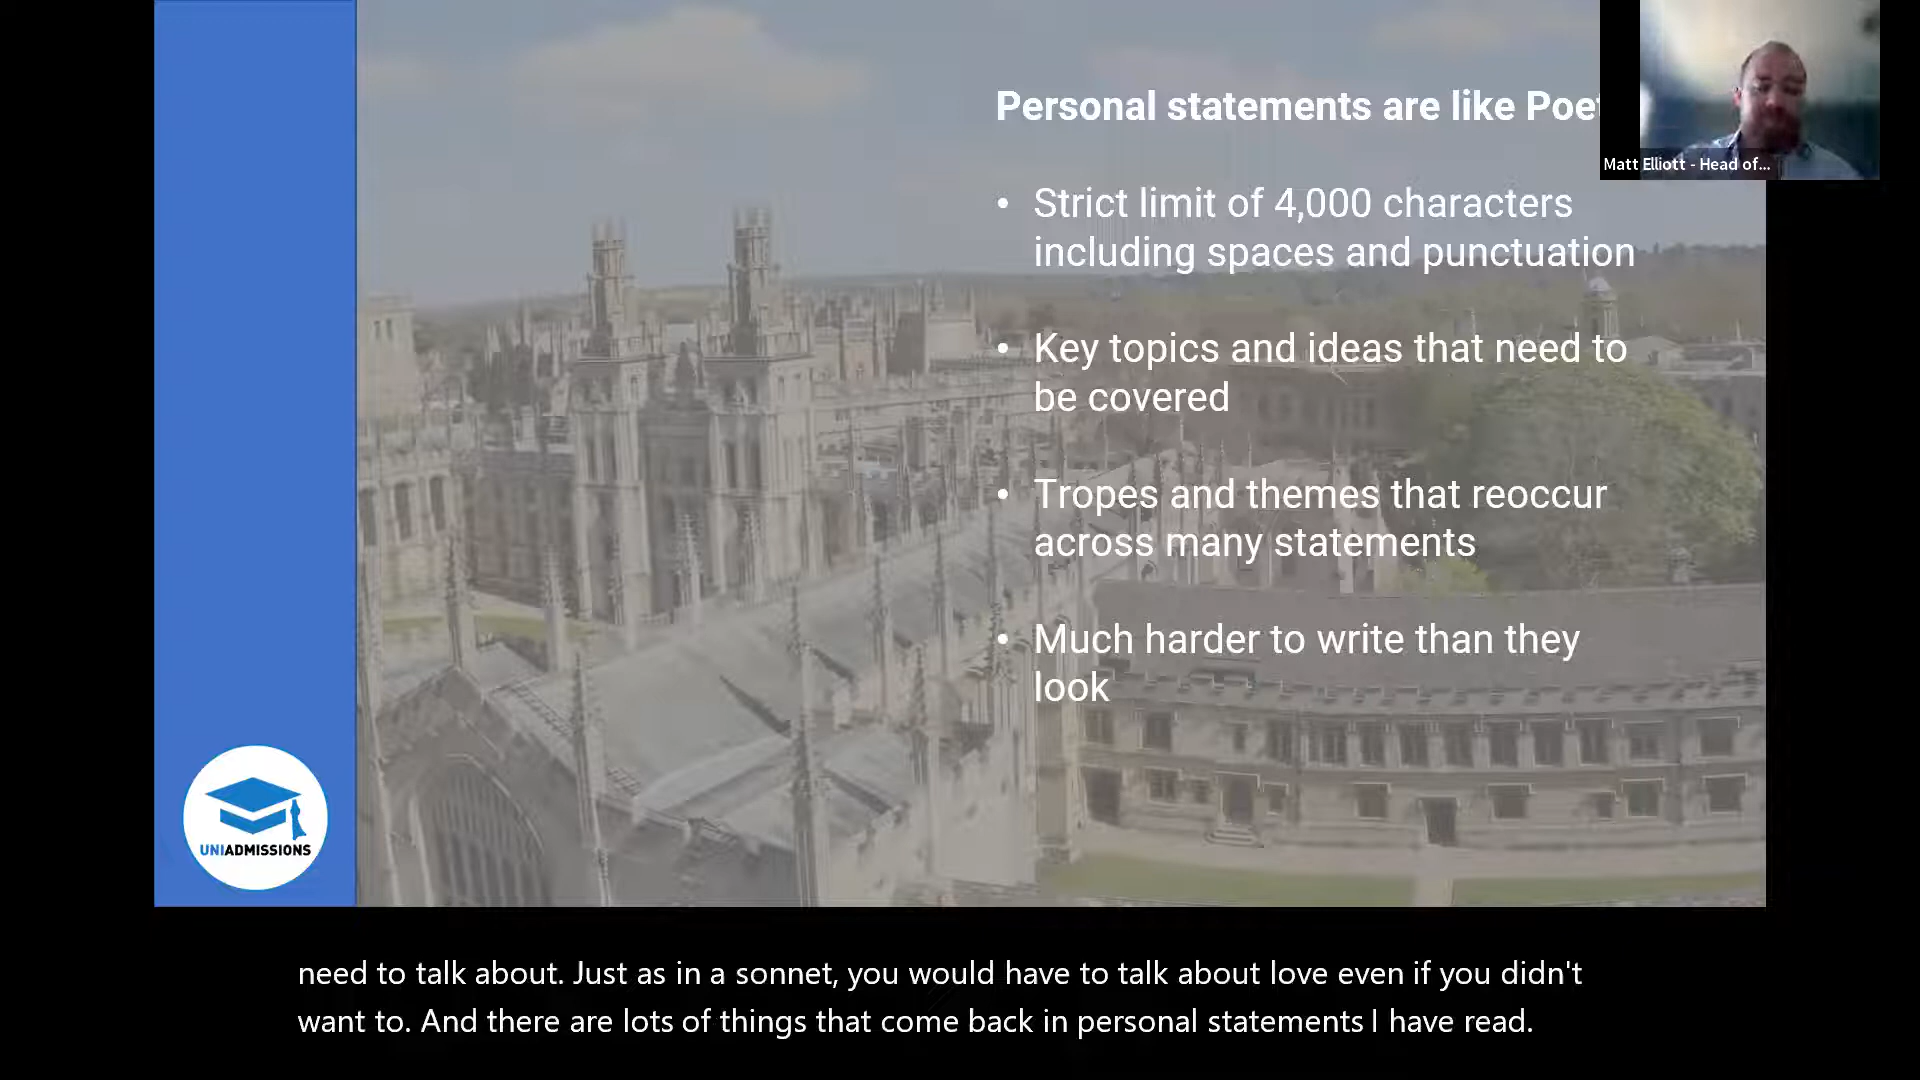 Personal statements are like Poet
Matt Elliott - Head of...
• Strict limit of 4,000 characters
including spaces and punctuation
• Key topics and ideas that need to
be covered
• Tropes and themes that reoccur
across many statements
• Much harder to write than they
look
UNIADMISSIONS
need to talk about. Just as in a sonnet, you would have to talk about love even if you didn't
want to. And there are lots of things that come back in personal statements I have read.